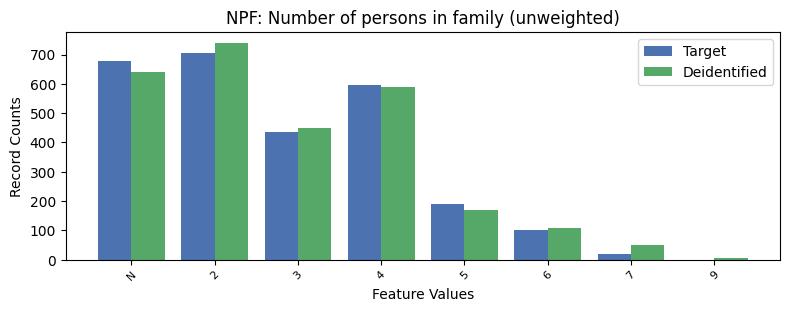 NPF: Number of persons in family (unweighted)
Target
Deidentified
Record Counts
700
600
500
400
300
200
100
0
N 2 3 4 5 6 7 9
Feature Values